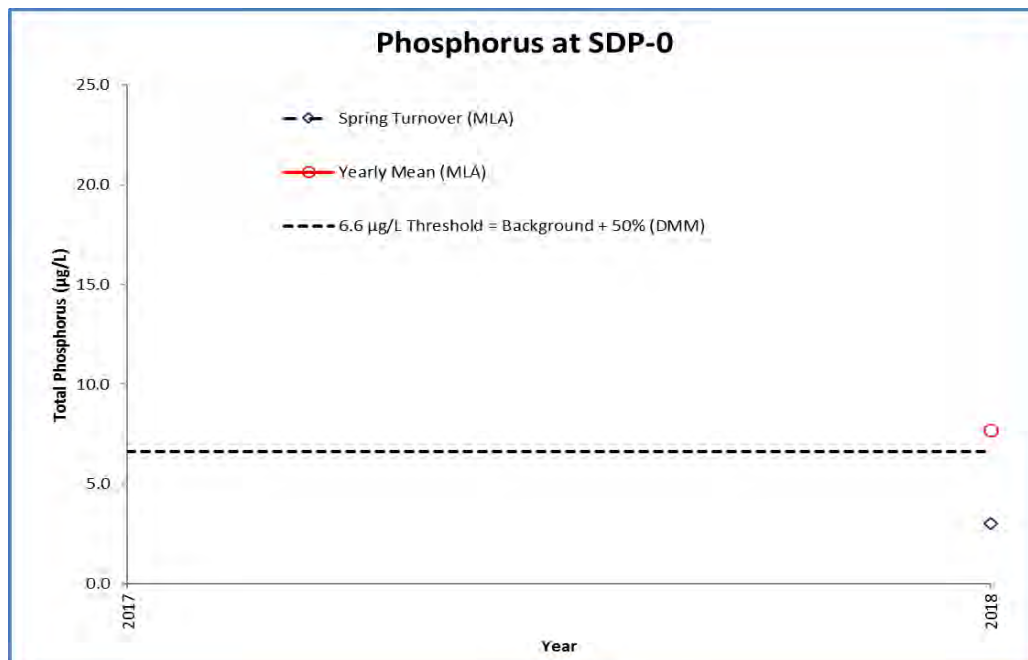 Phosphorus at SDP-0
25.0
20.0
15.0
10.0
5.0
0.0
Total Phosphorus (µg/L)
Spring Turnover (MLA)
Yearly Mean (MLA)
6.6 µg/L Threshold = Background + 50% (DMM)
2017
2018
Year